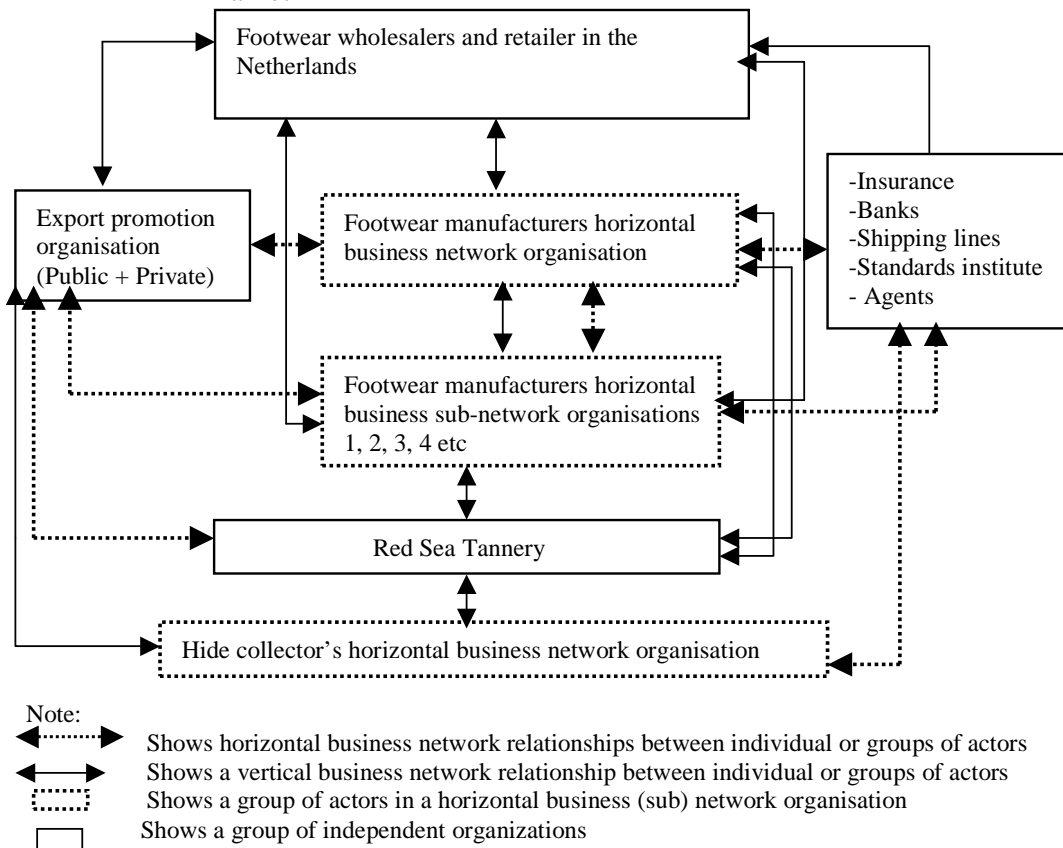 Footwear wholesalers and retailer in the
Netherlands
Export promotion
organisation
(Public + Private)
Footwear manufacturers horizontal
business network organisation
-Insurance
-Banks
-Shipping lines
-Standards institute
- Agents
Footwear manufacturers horizontal
business sub-network organisations
1, 2, 3, 4 etc
Red Sea Tannery
Hide collector’s horizontal business network organisation
Note:
Shows horizontal business network relationships between individual or groups of actors
Shows a vertical business network relationship between individual or groups of actors
Shows a group of actors in a horizontal business (sub) network organisation
Shows a group of independent organizations